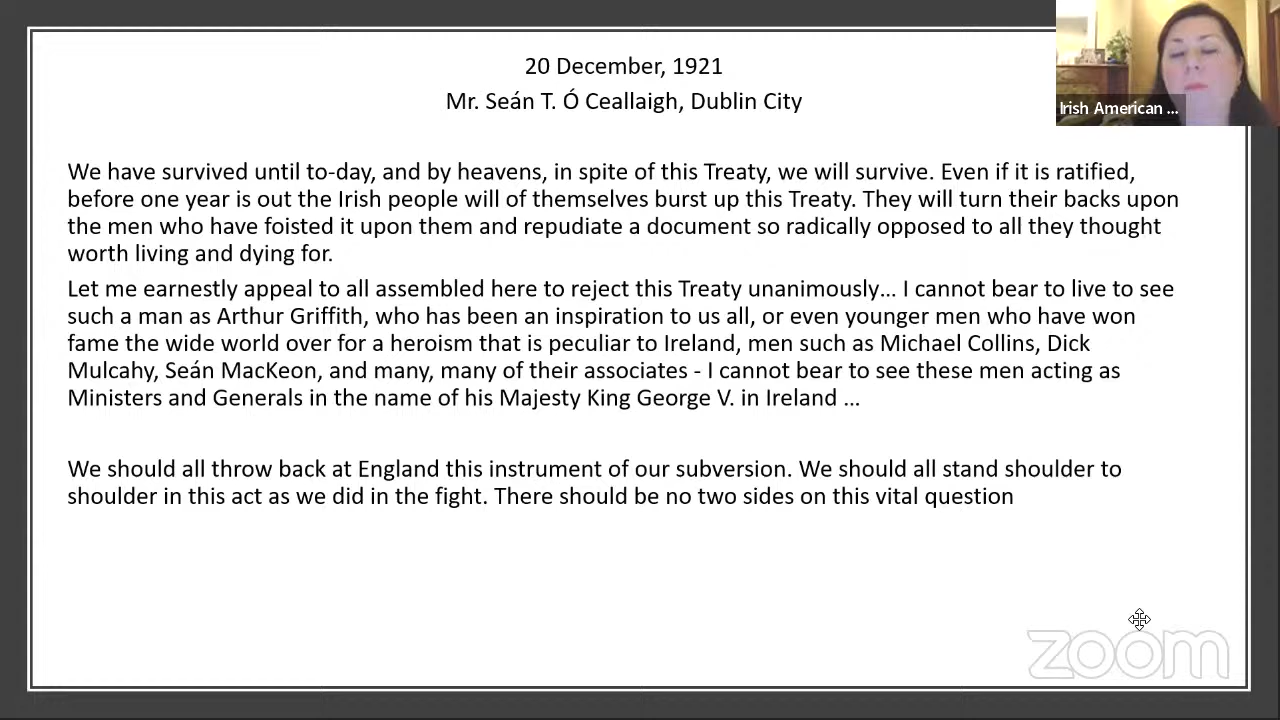 20 December, 1921
Mr. Seán T. Ó Ceallaigh, Dublin City
Irish American ...
We have survived until to-day, and by heavens, in spite of this Treaty, we will survive. Even if it is ratified,
before one year is out the Irish people will of themselves burst up this Treaty. They will turn their backs upon
the men who have foisted it upon them and repudiate a document so radically opposed to all they thought
worth living and dying for.
Let me earnestly appeal to all assembled here to reject this Treaty unanimously... I cannot bear to live to see
such a man as Arthur Griffith, who has been an inspiration to us all, or even younger men who have won
fame the wide world over for a heroism that is peculiar to Ireland, men such as Michael Collins, Dick
Mulcahy, Seán MacKeon, and many, many of their associates - I cannot bear to see these men acting as
Ministers and Generals in the name of his Majesty King George V. in Ireland ...
We should all throw back at England this instrument of our subversion. We should all stand shoulder to
shoulder in this act as we did in the fight. There should be no two sides on this vital question
zoom